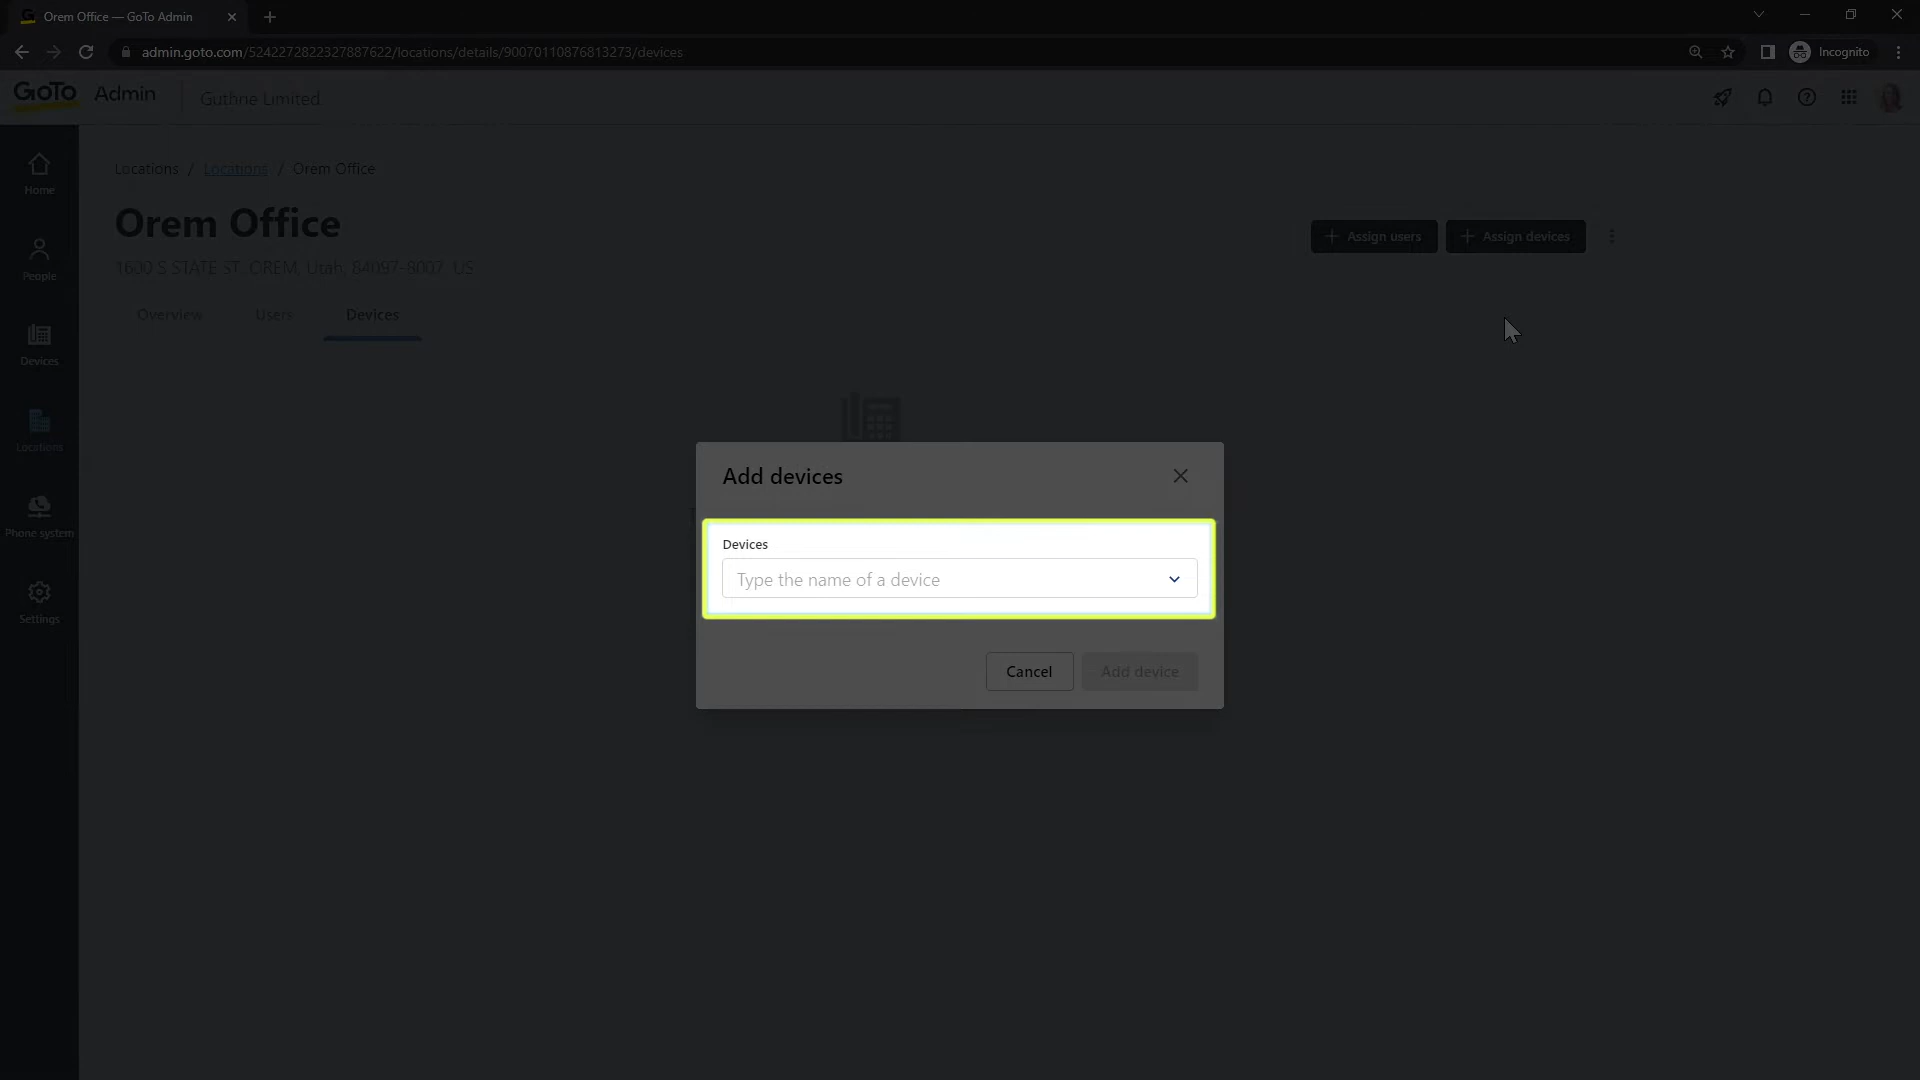 Orem Office — GoTo Admin
admin.goto.com/5242272822327887622/locations/details/90070110876813273/devices
Incognito
GoTo Admin
Guthrie Limited
Home
People
Devices
Locations
Phone system
Settings
Locations / Locations / Orem Office
Orem Office
+ Assign users
+ Assign devices
1600 S STATE ST, OREM, Utah, 84097-8007, US
Overview
Users
Devices
Add devices
Devices
Type the name of a device
Cancel
Add device